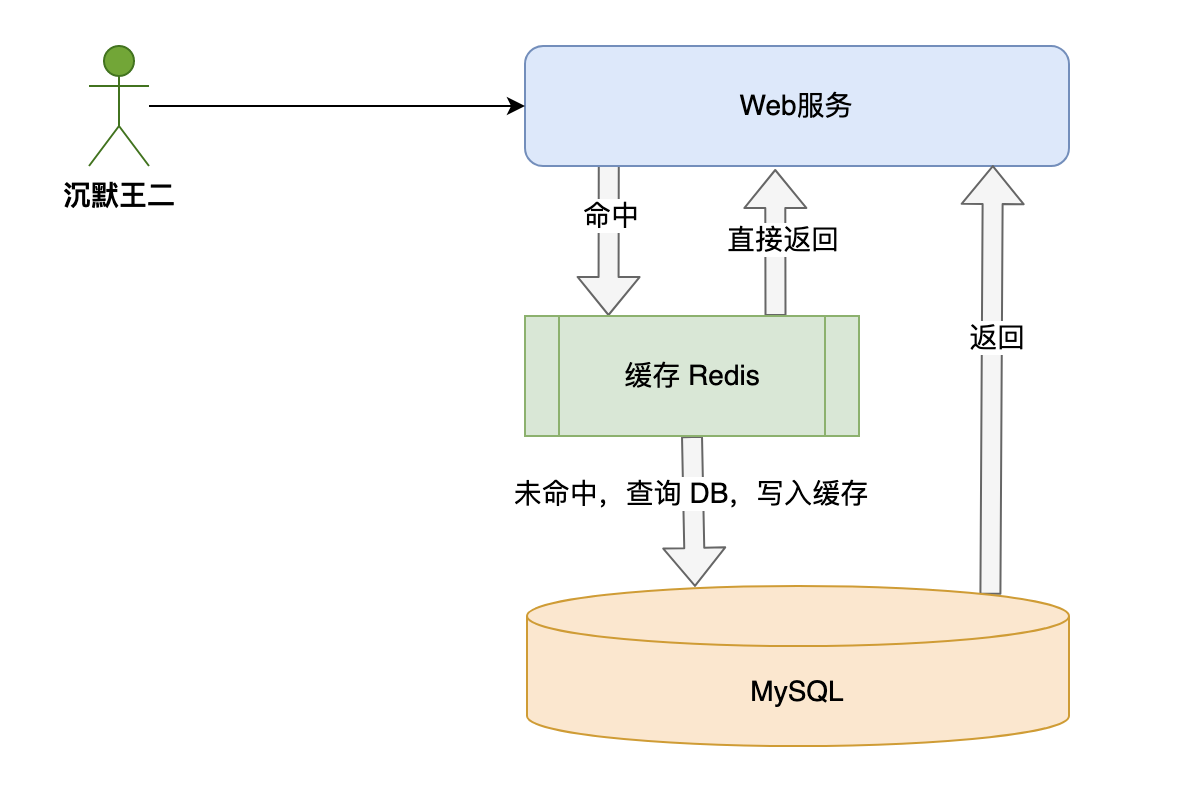 Web服务
沉默王二
命中
直接返回
返回
缓存 Redis
未命中，查询 DB，写入缓存
MySQL